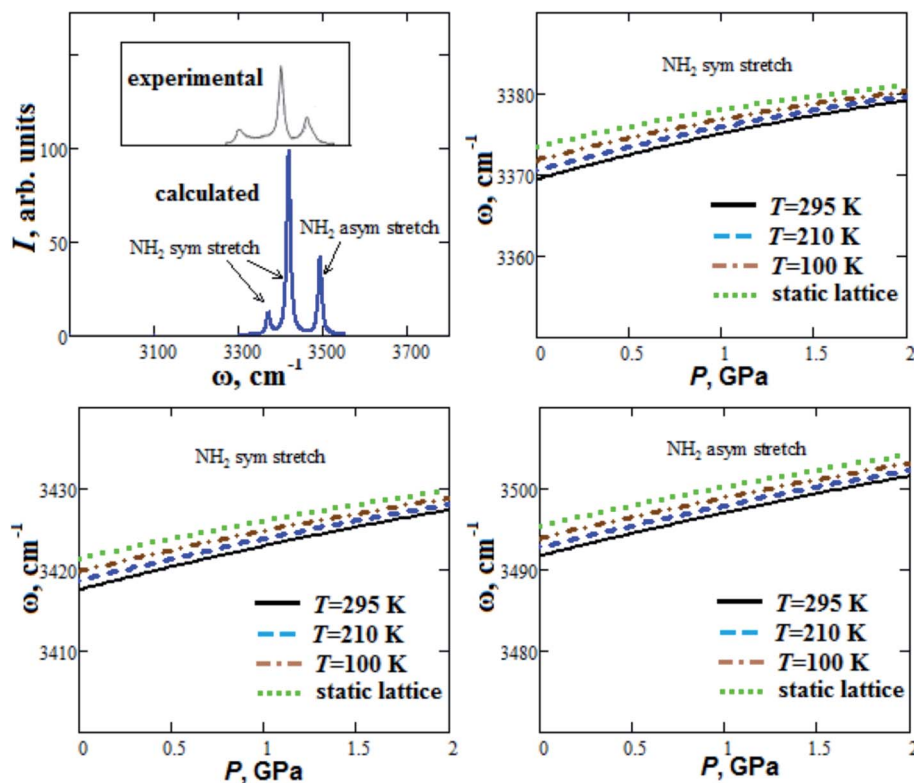 experimental
calculated
NH2 sym stretch
NH2 asym stretch
I, arb. units
100
50
0
3100
3300
3500
3700
ω, cm-1
NH2 sym stretch
ω, cm-1
3380
3370
3360
T=295 K
T=210 K
T=100 K
static lattice
0
0.5
1
1.5
2
P, GPa
NH2 sym stretch
ω, cm-1
3430
3420
3410
T=295 K
T=210 K
T=100 K
static lattice
0
0.5
1
1.5
2
P, GPa
NH2 asym stretch
ω, cm-1
3500
3490
3480
T=295 K
T=210 K
T=100 K
static lattice
0
0.5
1
1.5
2
P, GPa